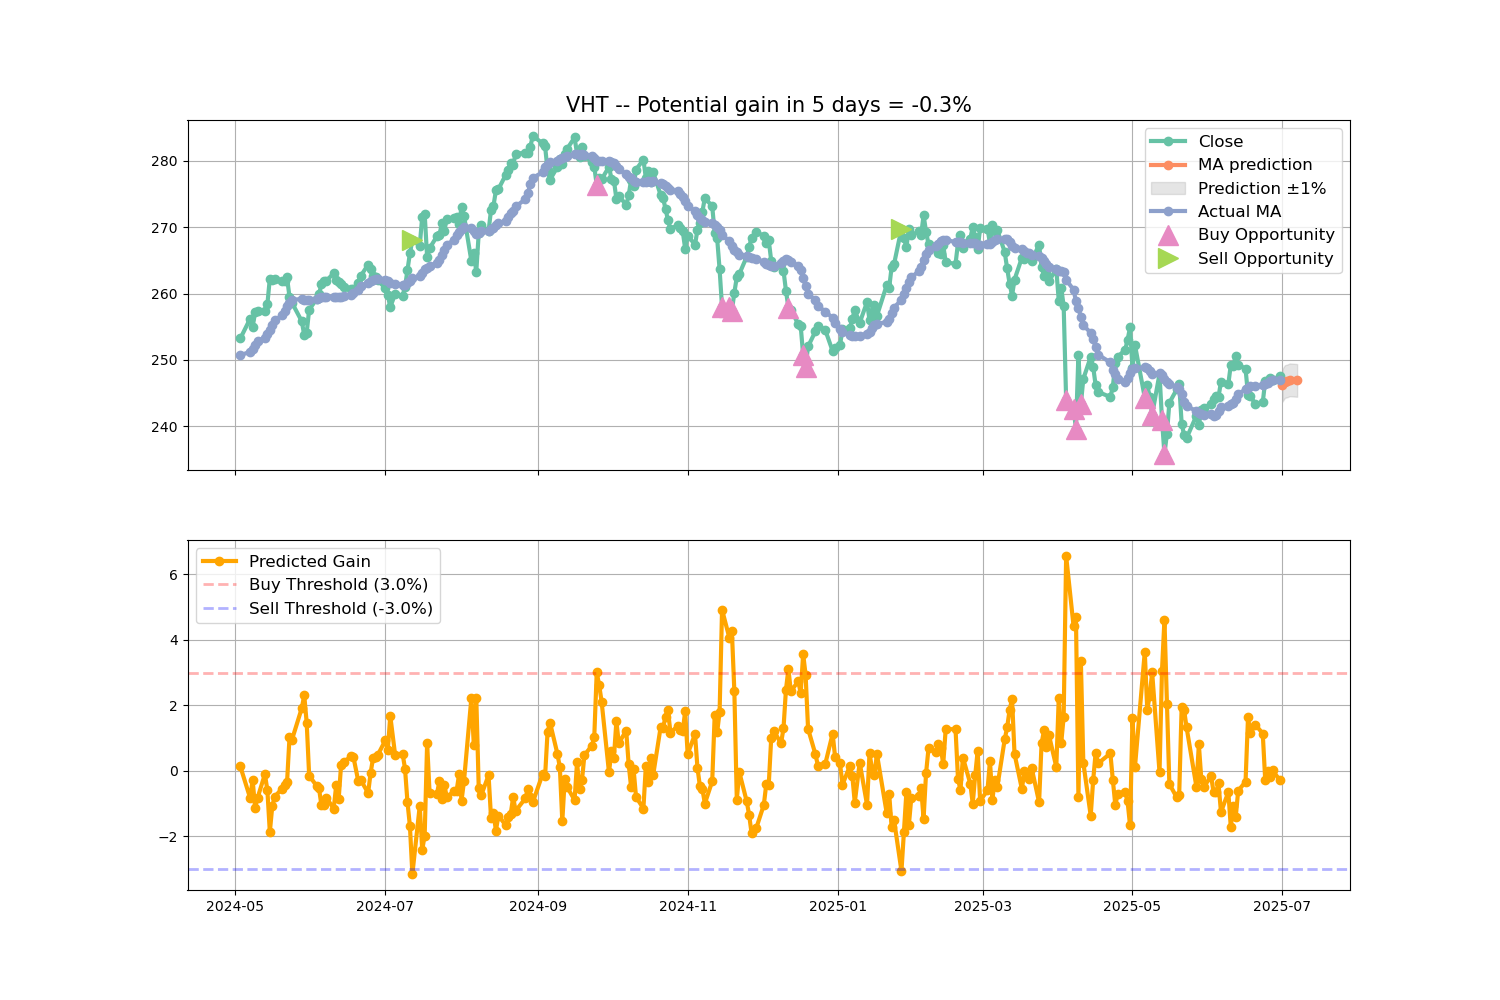 VHT -- Potential gain in 5 days = -0.3%
280
270
260
250
240
Close
MA prediction
Prediction ±1%
Actual MA
Buy Opportunity
Sell Opportunity
6
4
2
0
−2
Predicted Gain
Buy Threshold (3.0%)
Sell Threshold (-3.0%)
2024-05
2024-07
2024-09
2024-11
2025-01
2025-03
2025-05
2025-07